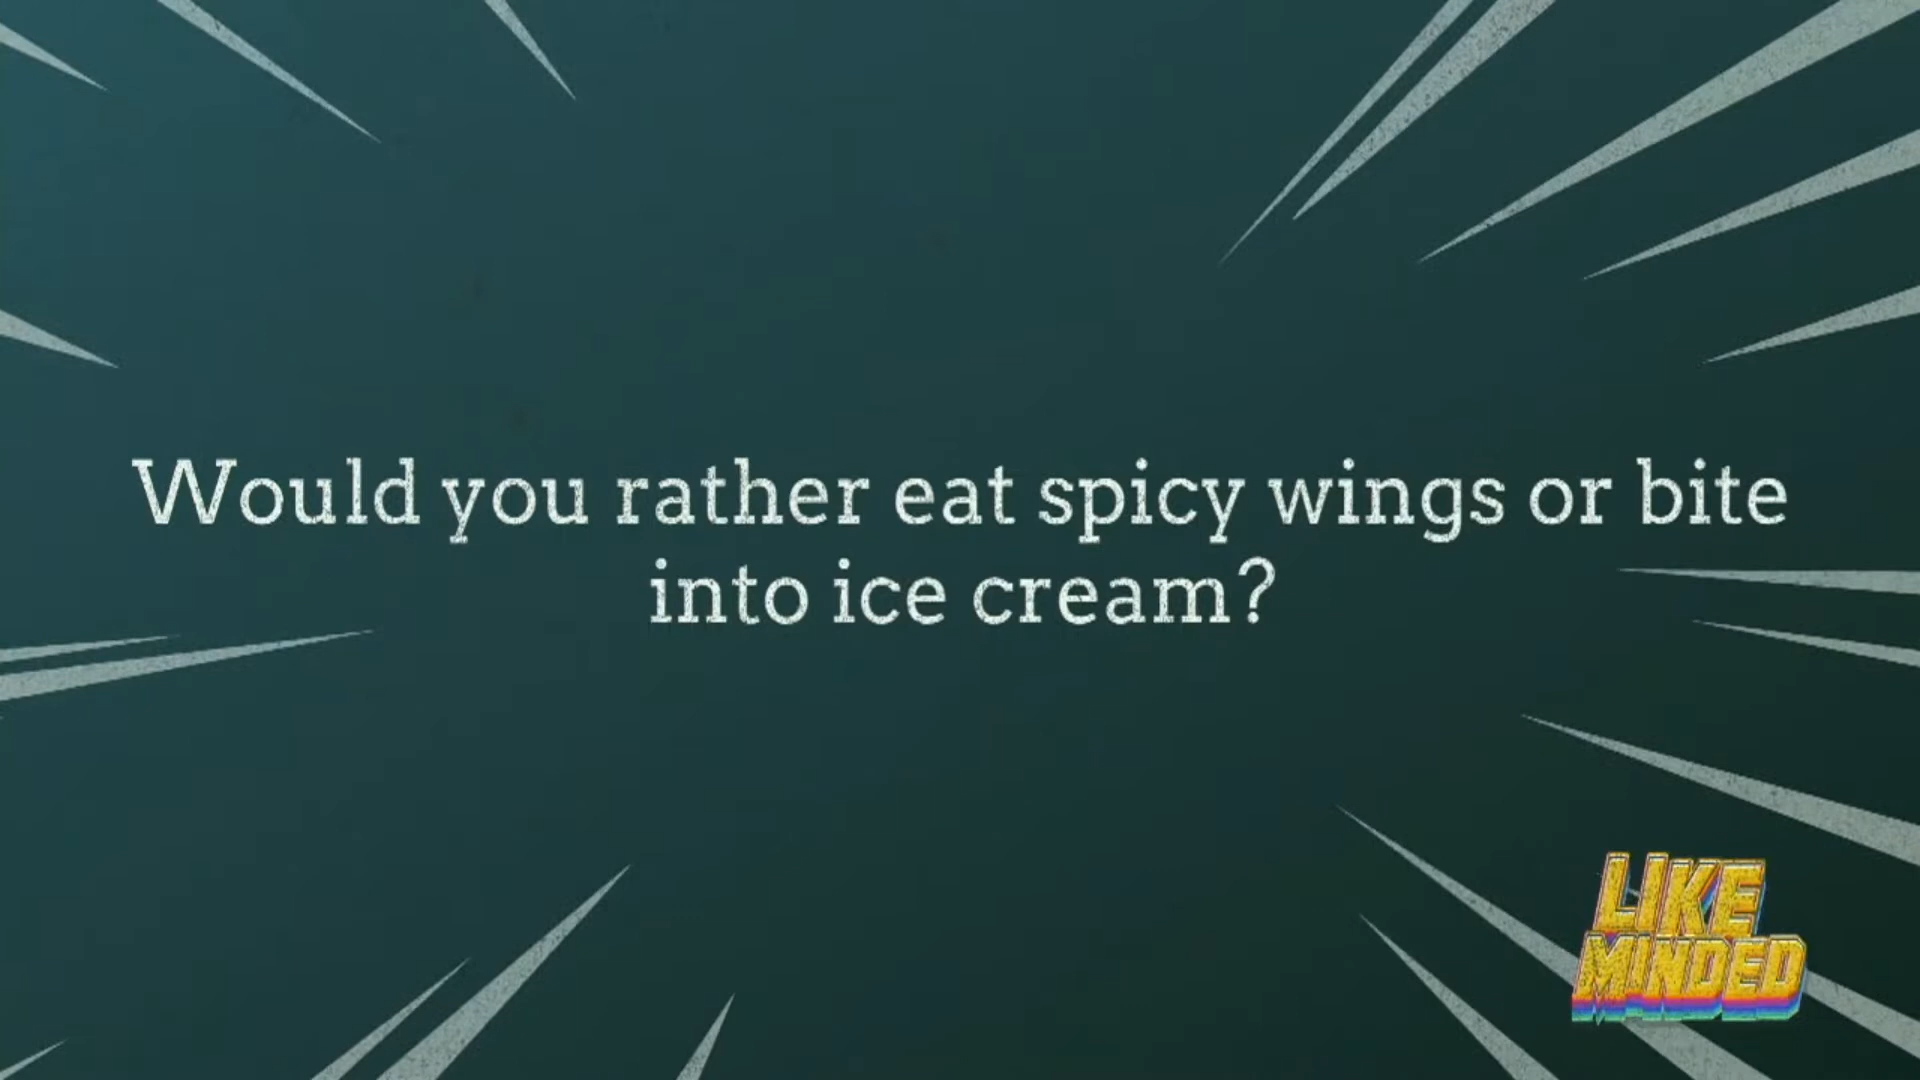 Would you rather eat spicy wings or bite
into ice cream?
LIKE
MINDED